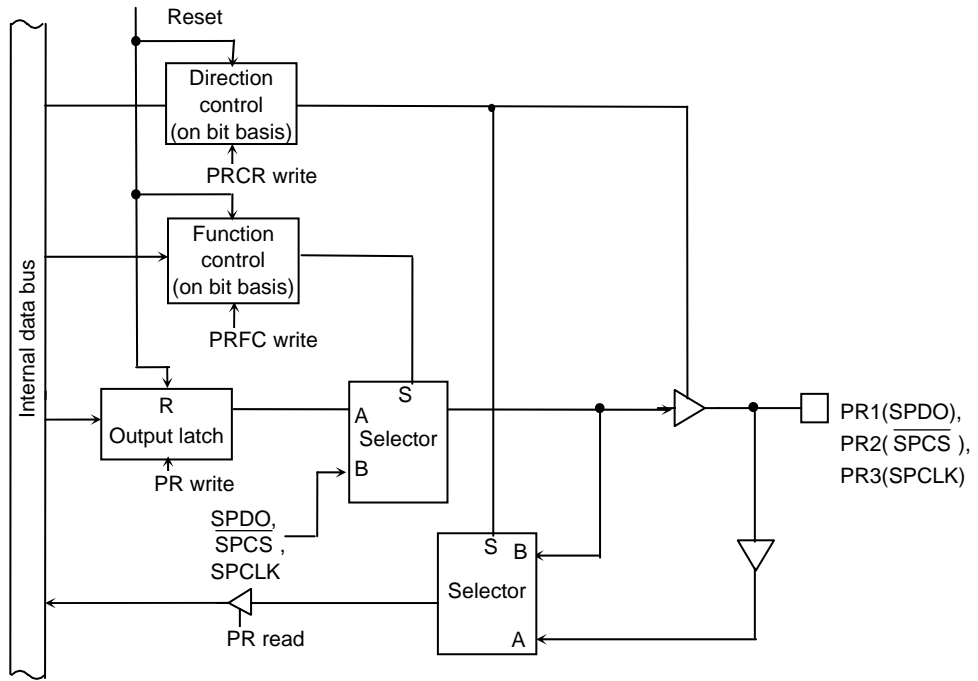 Reset
Direction
control
(on bit basis)
PRCR write
Function
control
(on bit basis)
PRFC write
Internal data bus
R
Output latch
PR write
S
A
Selector
B
SPDO,
SPCS ,
SPCLK
PR1(SPDO),
PR2( SPCS ),
PR3(SPCLK)
S
B
Selector
A
PR read